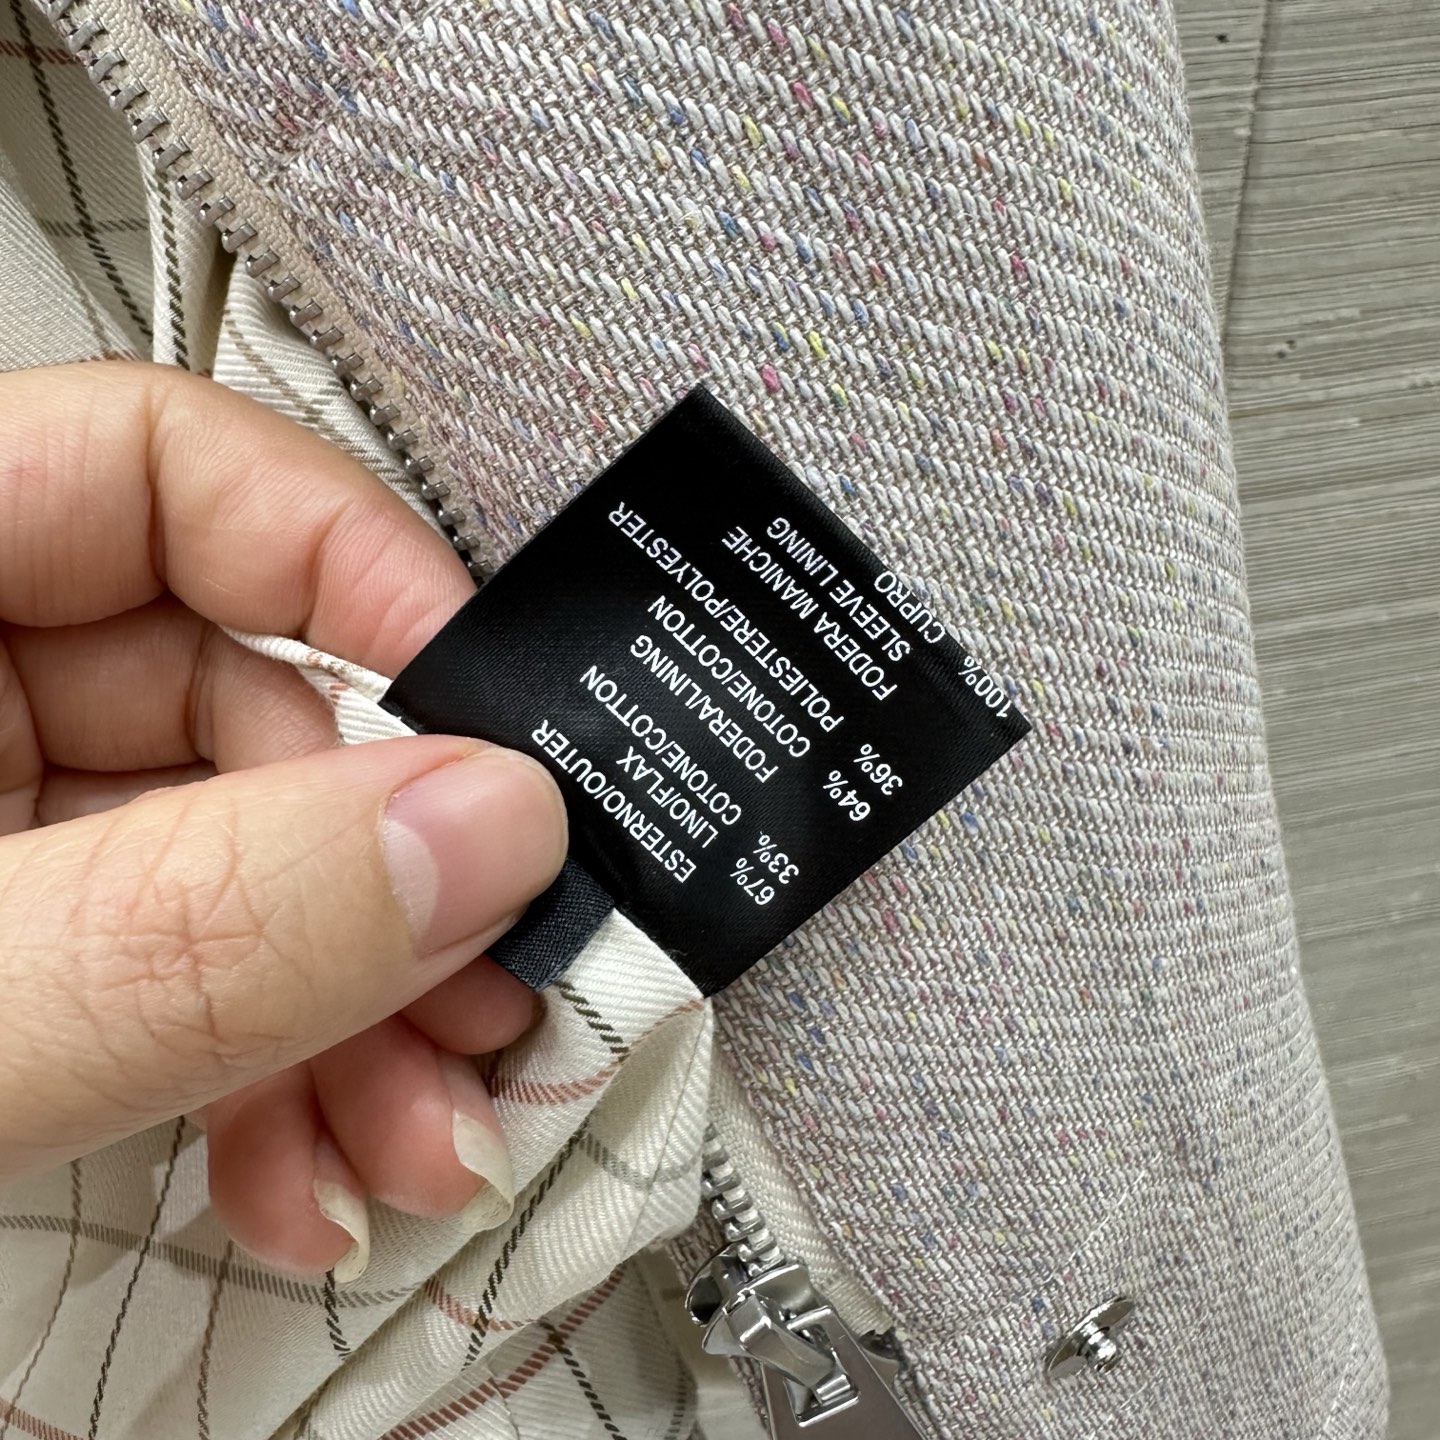 ESTERNO/OUTER
67% LINO/FLAX
33% COTONE/COTTON
FODERA/LINING
64% COTONE/COTTON
36% POLIESTERE/POLYESTER
FODERA MANICHE
SLEEVE LINING
100% CUPRO